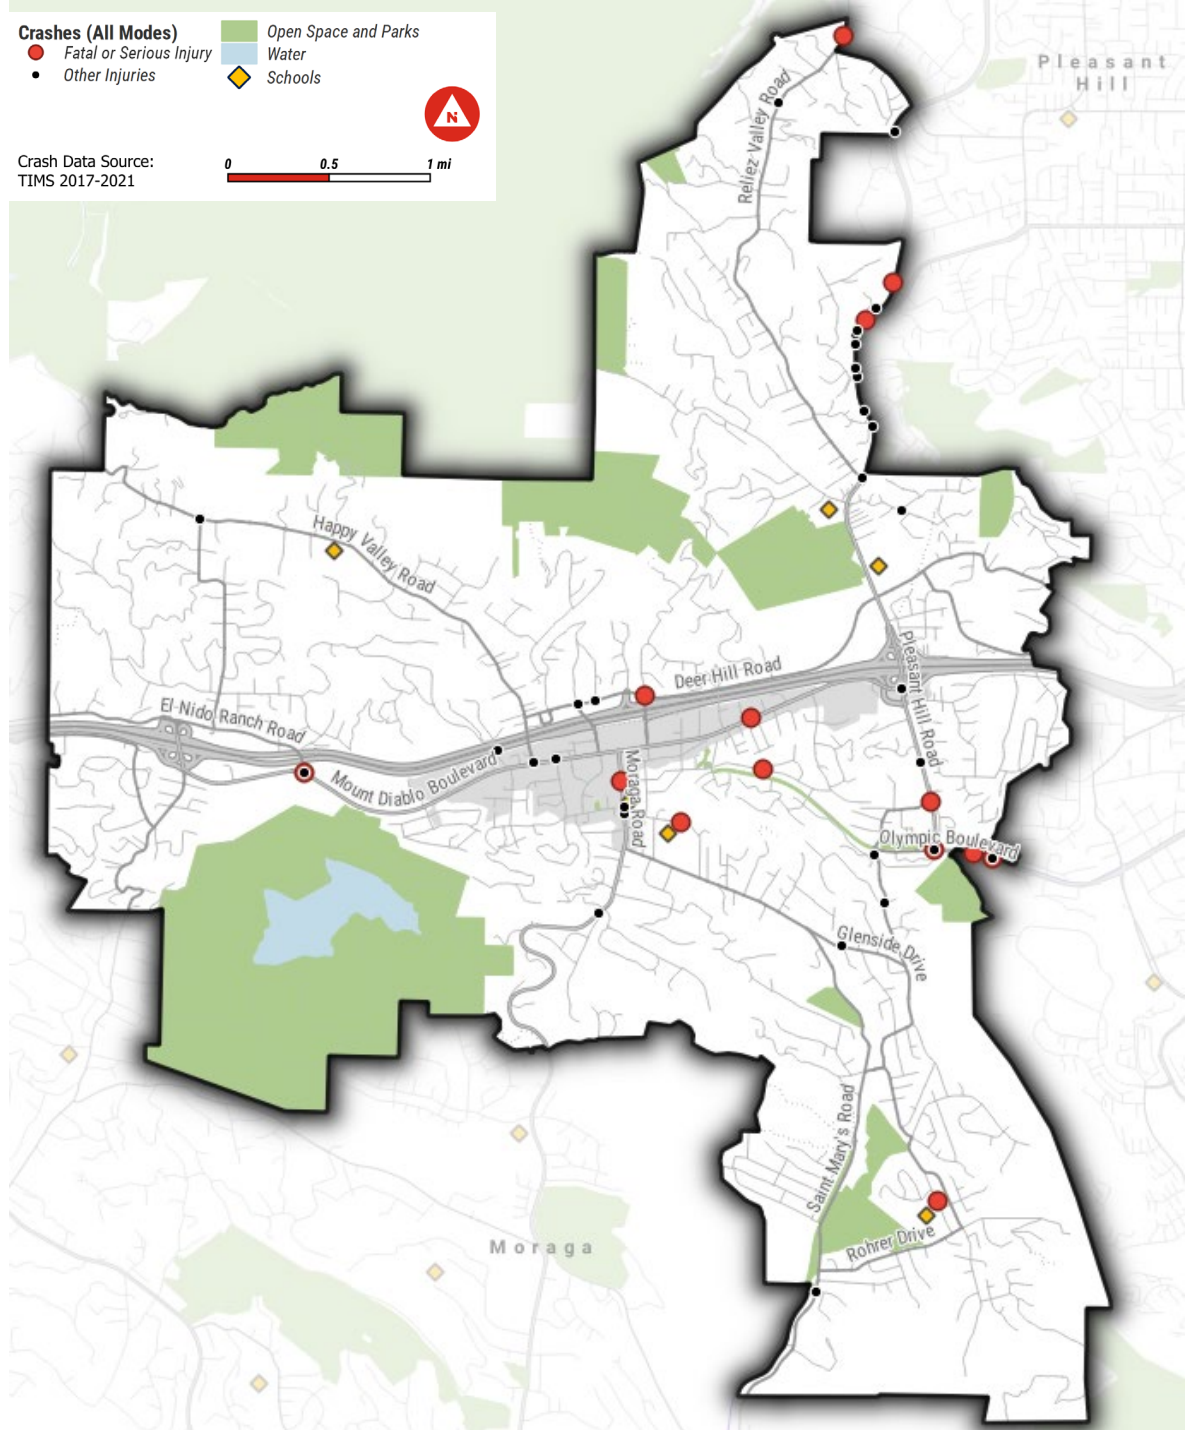 Crashes (All Modes)
Fatal or Serious Injury
Other Injuries
Open Space and Parks
Water
Schools
N
Crash Data Source:
TIMS 2017-2021
0 0.5 1 mi
Pleasant
Hill
Reliez Valley Road
Happy Valley Road
Deer Hill Road
Pleasant Hill Road
El Nido Ranch Road
Mount Diablo Boulevard
Moraga Road
Olympic Boulevard
Glenside Drive
Saint Mary's Road
Rohrer Drive
Moraga